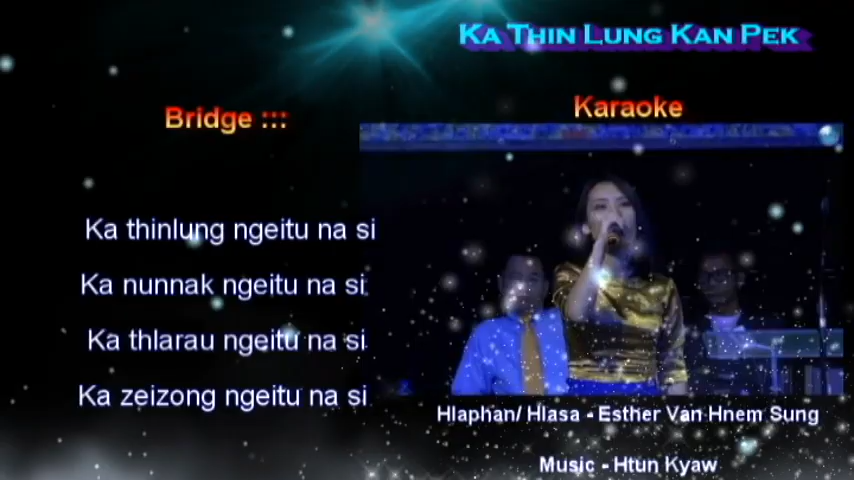 Ka Thin Lung Kan Pek
Karaoke
Bridge :::
Ka thinlung ngeitu na si
Ka nunnak ngeitu na si
Ka thlarau ngeitu na si
Ka zeizong ngeitu na si
Hlaphan/ Hlasa - Esther Van Hnem Sung
Music - Htun Kyaw